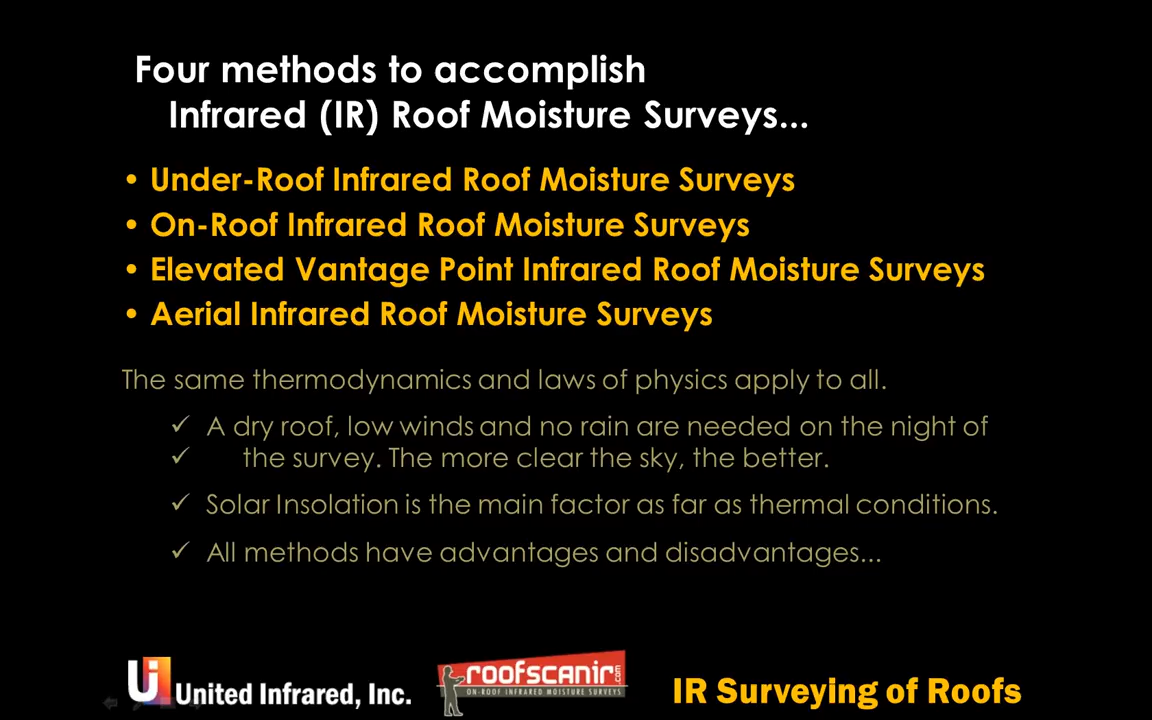 Four methods to accomplish
Infrared (IR) Roof Moisture Surveys...
• Under-Roof Infrared Roof Moisture Surveys
• On-Roof Infrared Roof Moisture Surveys
• Elevated Vantage Point Infrared Roof Moisture Surveys
• Aerial Infrared Roof Moisture Surveys
The same thermodynamics and laws of physics apply to all.
✓ A dry roof, low winds and no rain are needed on the night of
✓ the survey. The more clear the sky, the better.
✓ Solar Insolation is the main factor as far as thermal conditions.
✓ All methods have advantages and disadvantages...
Ui United Infrared, Inc.
roofscanir.com
ON-ROOF INFRARED MOISTURE SURVEYS
IR Surveying of Roofs